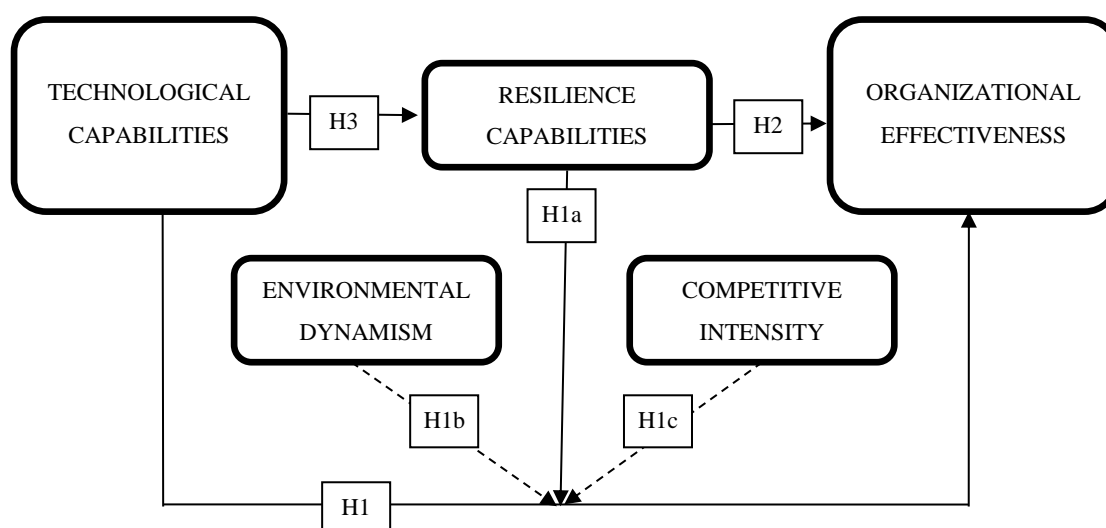 TECHNOLOGICAL
CAPABILITIES
H3
RESILIENCE
CAPABILITIES
H2
ORGANIZATIONAL
EFFECTIVENESS
H1a
ENVIRONMENTAL
DYNAMISM
COMPETITIVE
INTENSITY
H1b
H1c
H1